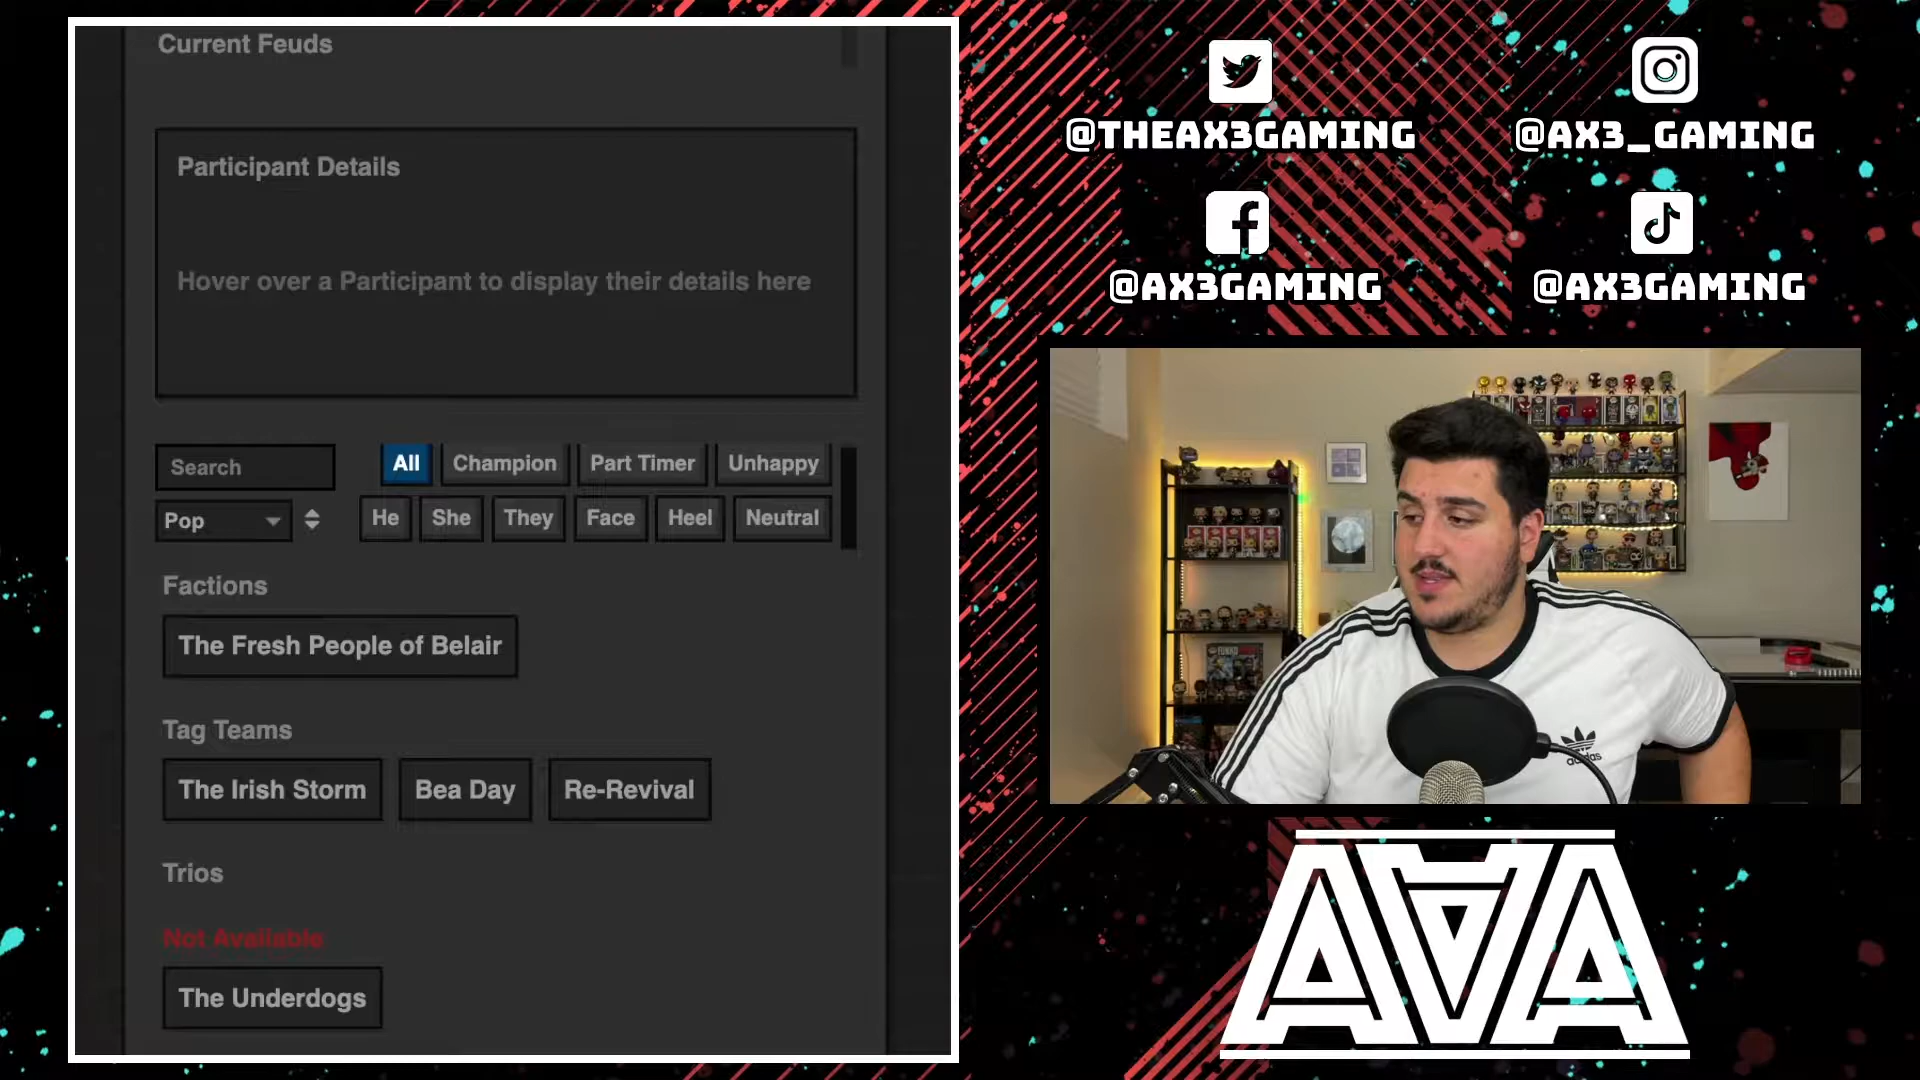 Current Feuds
Participant Details
Hover over a Participant to display their details here
Search
All
Champion
Part Timer
Unhappy
Pop
He
She
They
Face
Heel
Neutral
Factions
The Fresh People of Belair
Tag Teams
The Irish Storm
Bea Day
Re-Revival
Trios
Not Available
The Underdogs
@THEAX3GAMING
@AX3_GAMING
@AX3GAMING
@AX3GAMING
FUNKO
adidas